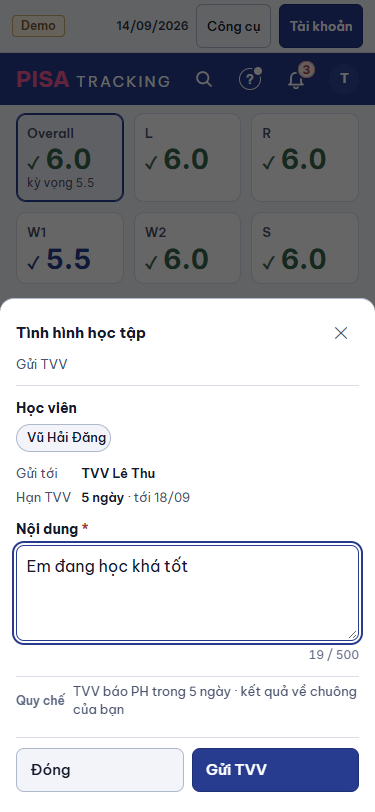 Demo
14/09/2026
Công cụ
Tài khoản
PISA TRACKING
?
3
T
Overall
✓ 6.0
kỳ vọng 5.5
L
✓ 6.0
R
✓ 6.0
W1
✓ 5.5
W2
✓ 6.0
S
✓ 6.0
Tình hình học tập
Gửi TVV
Học viên
Vũ Hải Đăng
Gửi tới TVV Lê Thu
Hạn TVV 5 ngày · tới 18/09
Nội dung *
Em đang học khá tốt
19 / 500
Quy chế TVV báo PH trong 5 ngày · kết quả về chuông
của bạn
Đóng
Gửi TVV